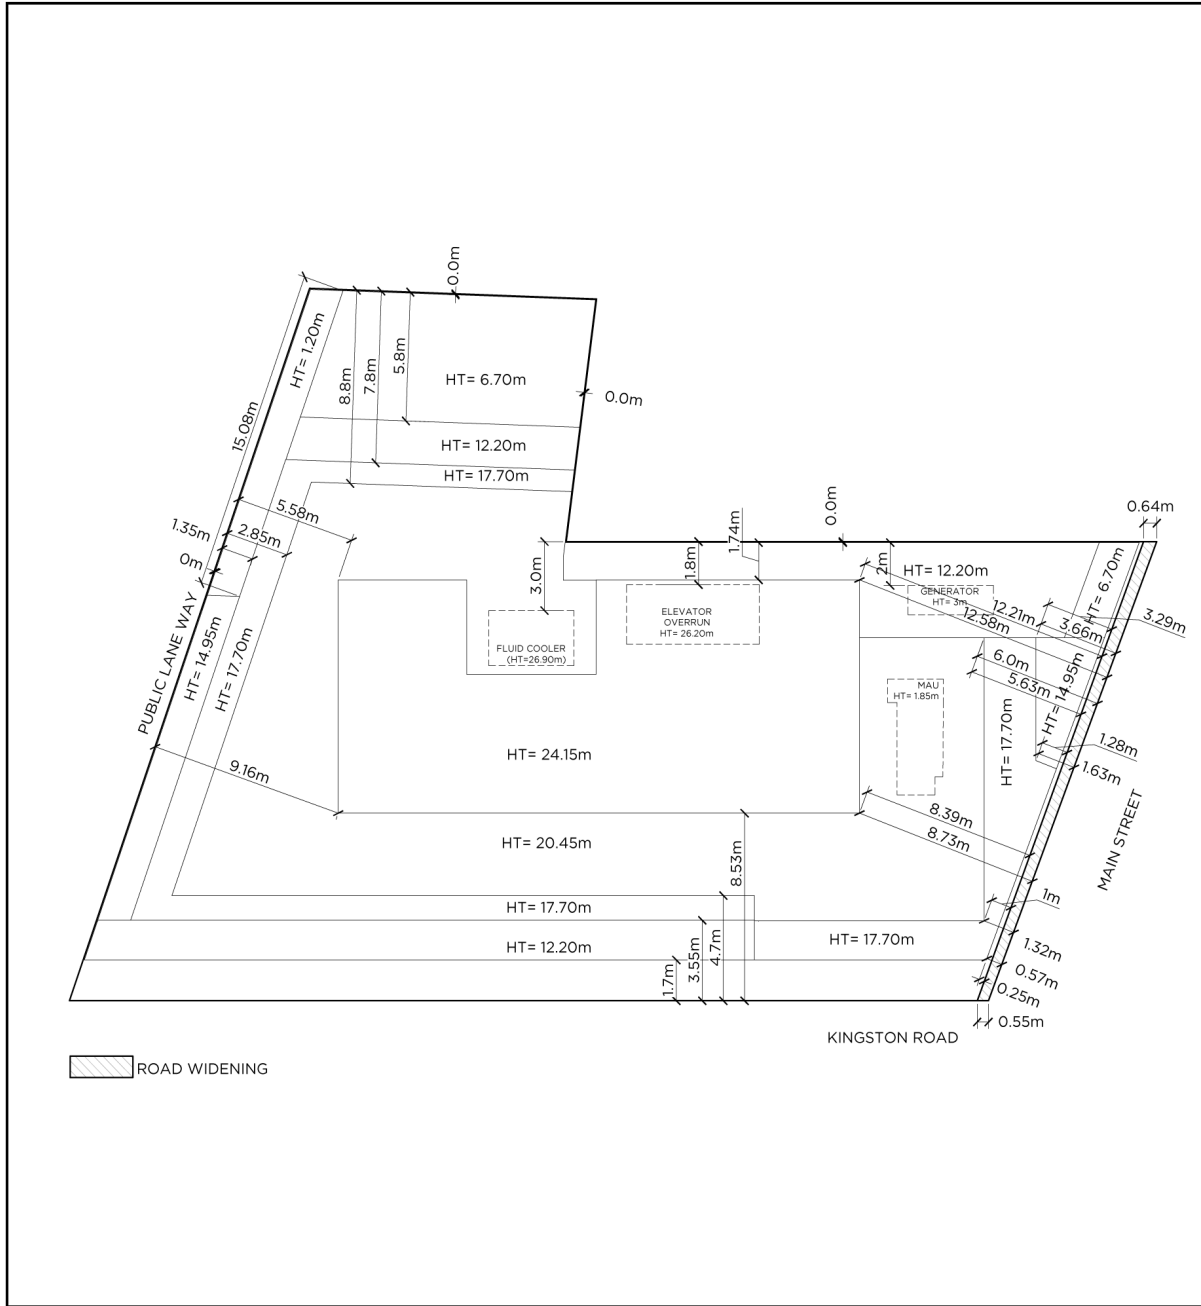 0.0m
HT= 1.20m
8.8m
7.8m
5.8m
HT= 6.70m
0.0m
15.08m
HT= 12.20m
HT= 17.70m
5.58m
1.35m
2.85m
0m
0.0m
0.64m
1.74m
1.8m
2m
3.0m
HT= 12.20m
HT= 6.70m
GENERATOR
HT= 3m
ELEVATOR
OVERRUN
HT= 26.20m
12.21m
12.58m
3.66m
3.29m
FLUID COOLER
(HT=26.90m)
6.0m
5.63m
PUBLIC LANE WAY
HT= 14.95m
HT= 17.70m
MAU
HT= 1.85m
HT= 17.70m
HT= 14.95m
HT= 24.15m
1.28m
1.63m
9.16m
8.39m
8.73m
MAIN STREET
HT= 20.45m
8.53m
1m
HT= 17.70m
HT= 12.20m
HT= 17.70m
1.7m
3.55m
4.7m
1.32m
0.57m
0.25m
0.55m
KINGSTON ROAD
ROAD WIDENING